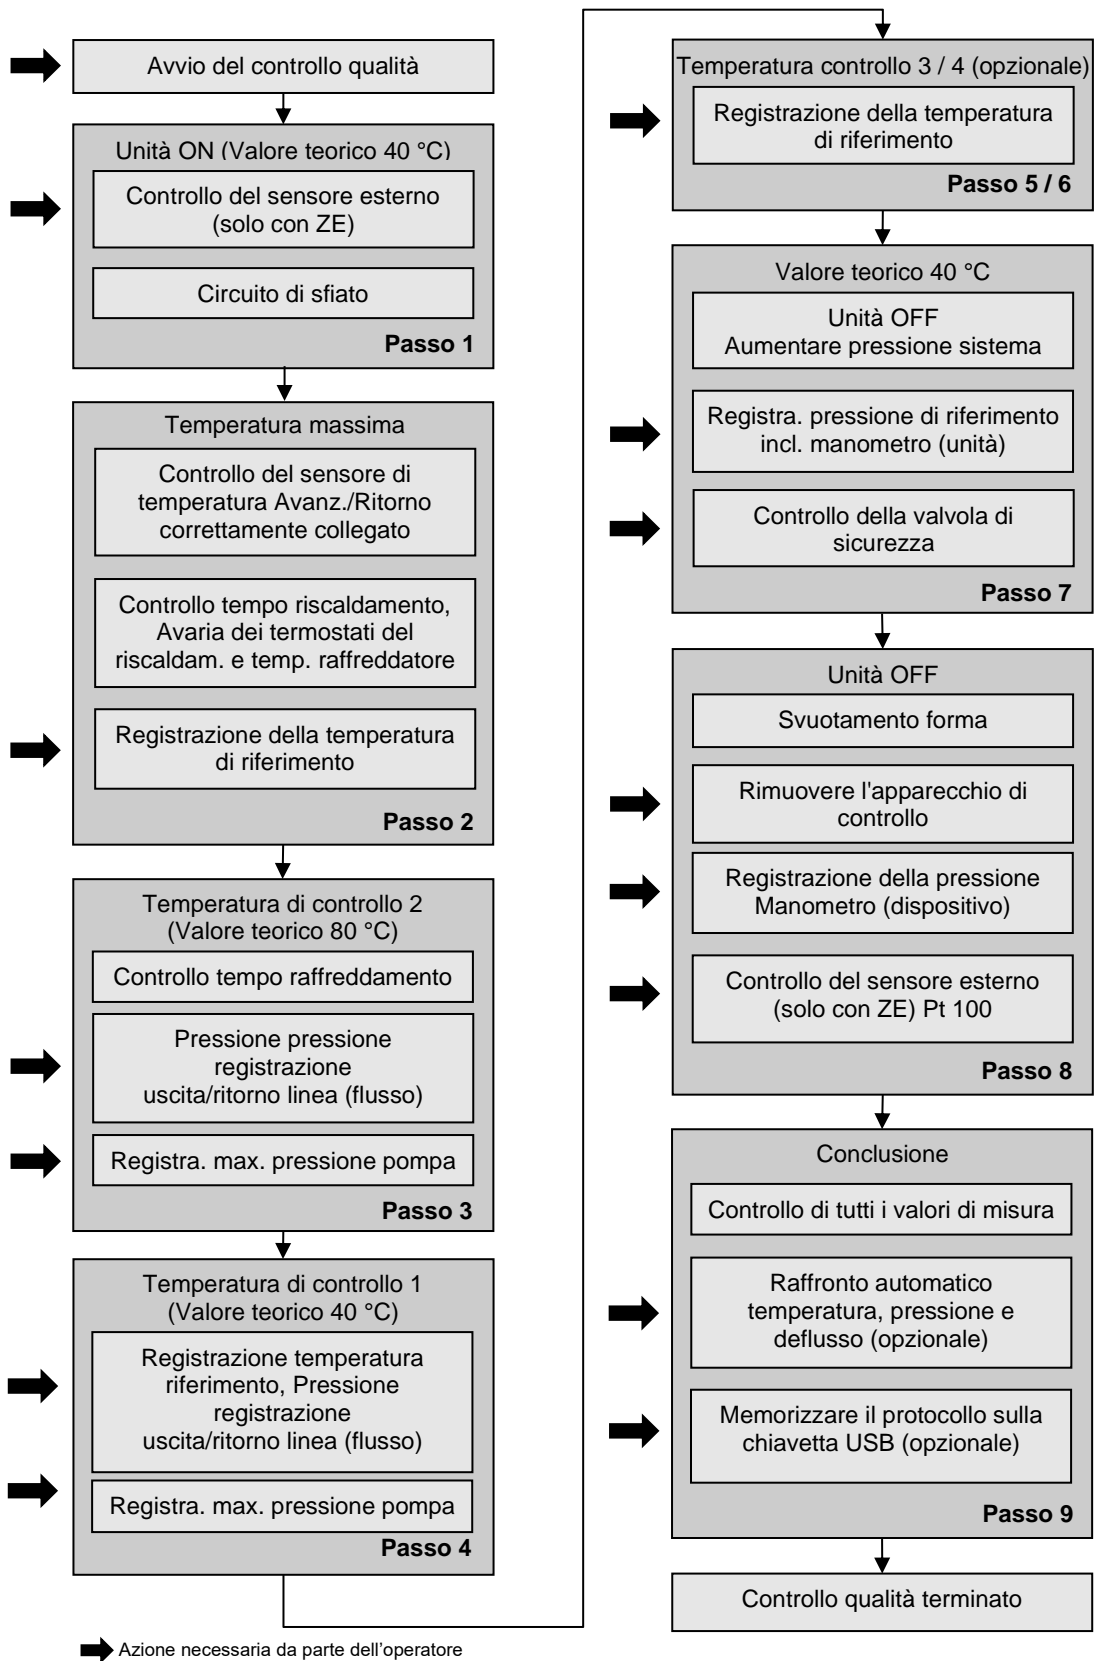 Avvio del controllo qualità
Unità ON (Valore teorico 40 °C)
Controllo del sensore esterno
(solo con ZE)
Circuito di sfiato
Passo 1
Temperatura massima
Controllo del sensore di
temperatura Avanz./Ritorno
correttamente collegato
Controllo tempo riscaldamento,
Avaria dei termostati del
riscaldam. e temp. raffreddatore
Registrazione della temperatura
di riferimento
Passo 2
Temperatura di controllo 2
(Valore teorico 80 °C)
Controllo tempo raffreddamento
Pressione pressione
registrazione
uscita/ritorno linea (flusso)
Registra. max. pressione pompa
Passo 3
Temperatura di controllo 1
(Valore teorico 40 °C)
Registrazione temperatura
riferimento, Pressione
registrazione
uscita/ritorno linea (flusso)
Registra. max. pressione pompa
Passo 4
Temperatura controllo 3 / 4 (opzionale)
Registrazione della temperatura
di riferimento
Passo 5 / 6
Valore teorico 40 °C
Unità OFF
Aumentare pressione sistema
Registra. pressione di riferimento
incl. manometro (unità)
Controllo della valvola di
sicurezza
Passo 7
Unità OFF
Svuotamento forma
Rimuovere l'apparecchio di
controllo
Registrazione della pressione
Manometro (dispositivo)
Controllo del sensore esterno
(solo con ZE) Pt 100
Passo 8
Conclusione
Controllo di tutti i valori di misura
Raffronto automatico
temperatura, pressione e
deflusso (opzionale)
Memorizzare il protocollo sulla
chiavetta USB (opzionale)
Passo 9
Controllo qualità terminato
Azione necessaria da parte dell'operatore